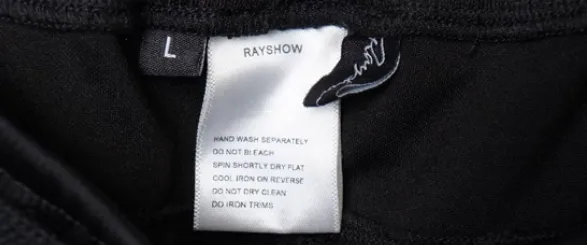 L
RAYSHOW
HAND WASH SEPARATELY
DO NOT BLEACH
SPIN SHORTLY DRY FLAT
COOL IRON ON REVERSE
DO NOT DRY CLEAN
DO IRON TRIMS